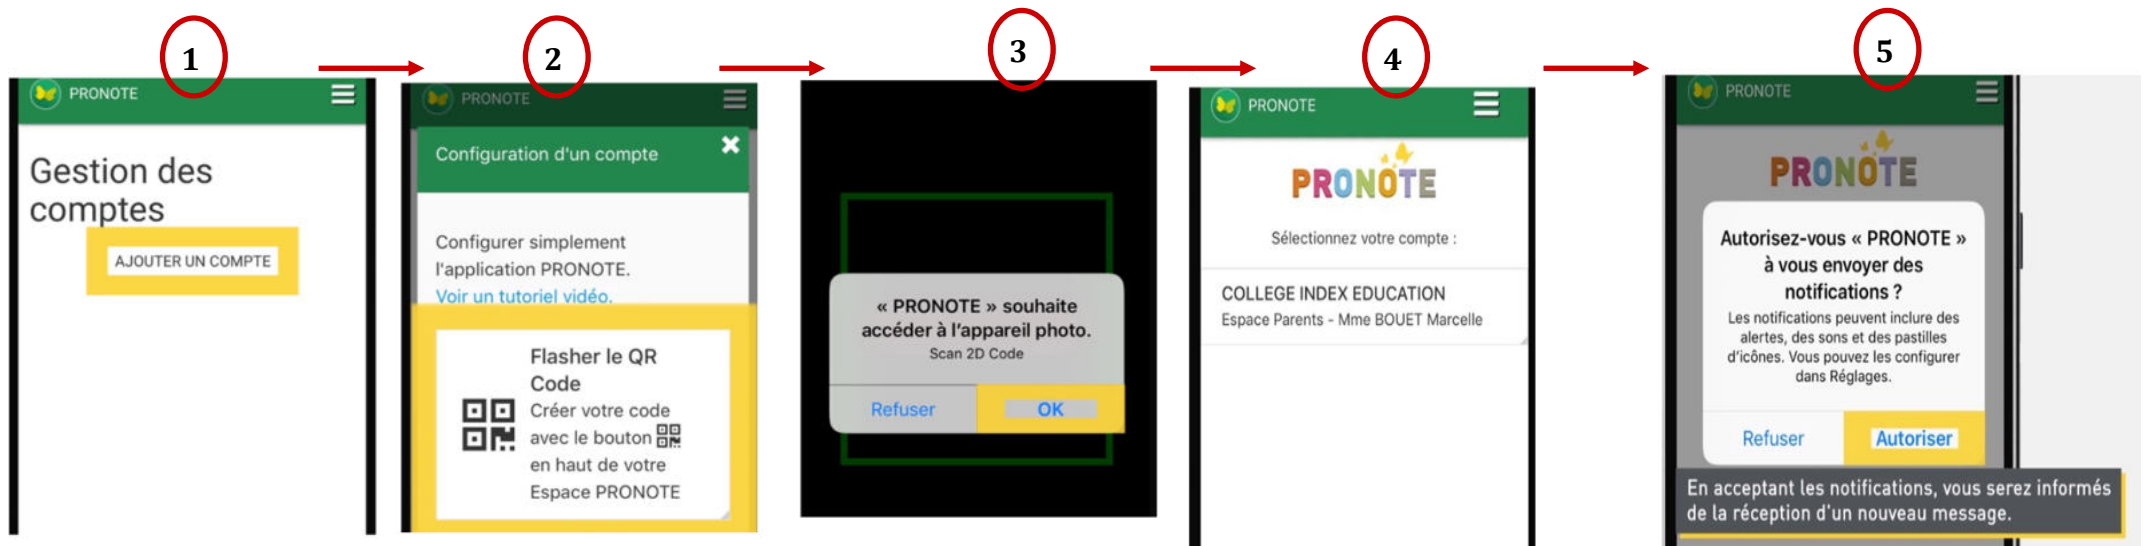 1
PRONOTE
Gestion des
comptes
AJOUTER UN COMPTE
2
PRONOTE
Configuration d'un compte
Configurer simplement
l'application PRONOTE.
Voir un tutoriel vidéo.
Flasher le QR
Code
Créer votre code
avec le bouton
en haut de votre
Espace PRONOTE
3
« PRONOTE » souhaite
accéder à l'appareil photo.
Scan 2D Code
Refuser
OK
4
PRONOTE
PRONOTE
Sélectionnez votre compte :
COLLEGE INDEX EDUCATION
Espace Parents - Mme BOUET Marcelle
5
PRONOTE
PRONOTE
Autorisez-vous « PRONOTE »
à vous envoyer des
notifications ?
Les notifications peuvent inclure des
alertes, des sons et des pastilles
d'icônes. Vous pouvez les configurer
dans Réglages.
Refuser
Autoriser
En acceptant les notifications, vous serez informés
de la réception d'un nouveau message.